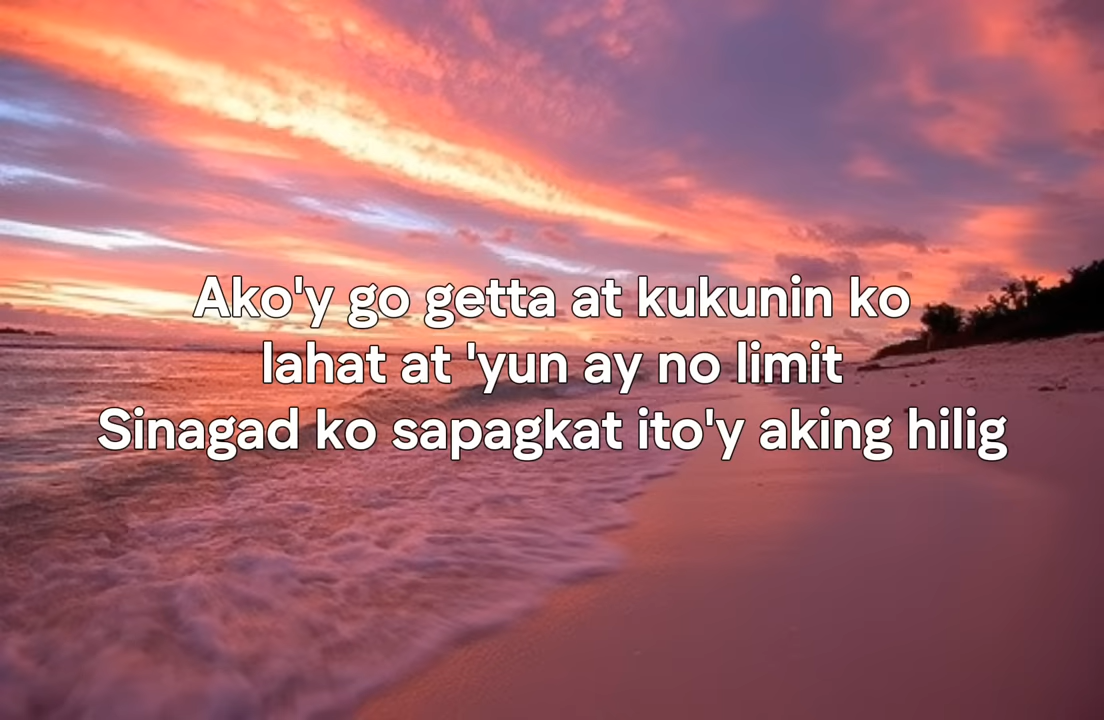 Ako'y go getta at kukunin ko
lahat at 'yun ay no limit
Sinagad ko sapagkat ito'y aking hilig